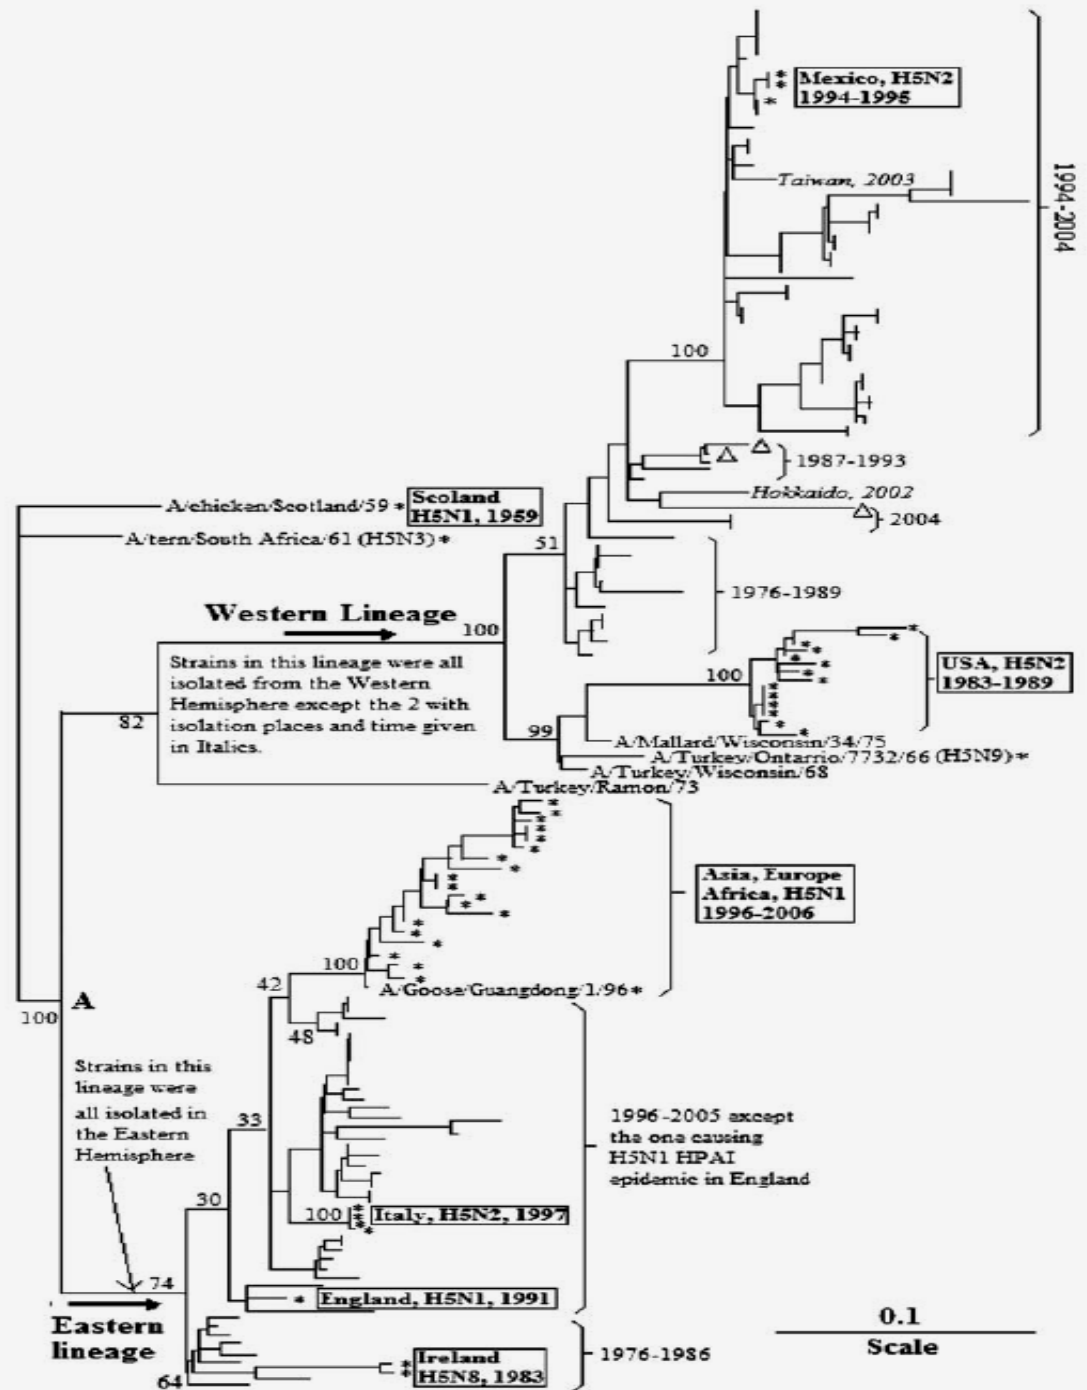 Mexico, H5N2
1994-1995
Taiwan, 2003
1994-2004
100
1987-1993
Hokkaido, 2002
2004
A/chicken/Scotland/59 *
Scoland
H5N1, 1959
A/tern/South Africa/61 (H5N3) *
51
1976-1989
Western Lineage
100
Strains in this lineage were all
isolated from the Western
Hemisphere except the 2 with
isolation places and time given
in Italics.
82
100
USA, H5N2
1983-1989
99
A/Mallard/Wisconsin/34/75
A/Turkey/Ontarrio/7732/66 (H5N9) *
A/Turkey/Wisconsin/68
A/Turkey/Ramon/73
Asia, Europe
Africa, H5N1
1996-2006
100
A/Goose/Guangdong/1/96 *
42
A
100
48
Strains in this
lineage were
all isolated in
the Eastern
Hemisphere
33
1996-2005 except
the one causing
H5N1 HPAI
epidemic in England
30
100
Italy, H5N2, 1997
74
England, H5N1, 1991
Eastern
lineage
0.1
Scale
Ireland
H5N8, 1983
1976-1986
64